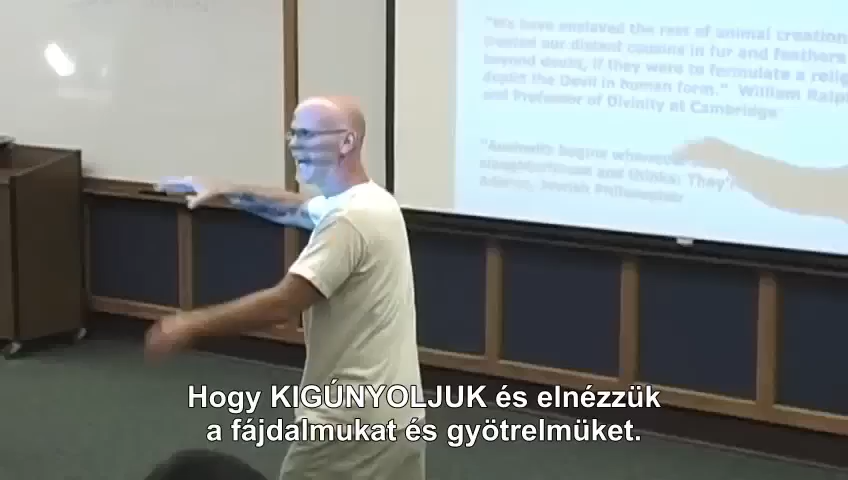 "We have enslaved the rest of animal creation
treated our distant cousins in fur and feathers
beyond doubt, if they were to formulate a relig
depict the Devil in human form." William Ralph
and Professor of Divinity at Cambridge
"Auschwitz begins whenever
slaughterhouse and thinks: They're
Adorno, Jewish Philosopher
Hogy KIGÚNYOLJUK és elnézzük
a fájdalmukat és gyötrelmüket.